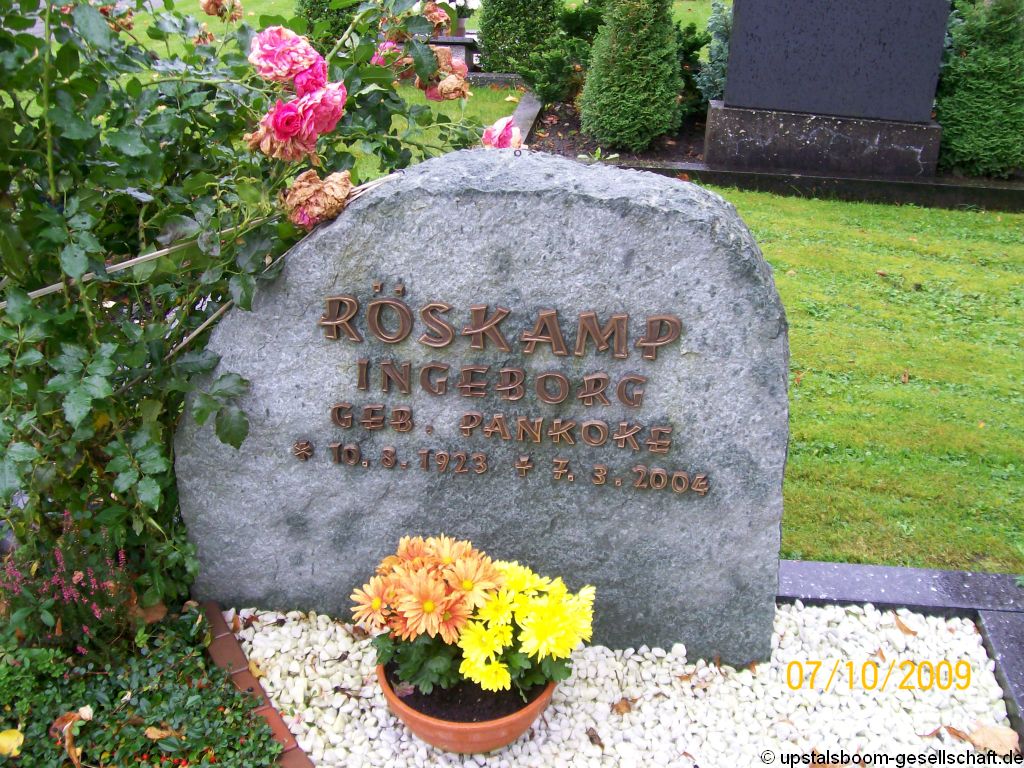 RÖSKAMP
INGEBORG
GEB. PANKOKE
* 10.8.1923 + 7.3.2004
07/10/2009
© upstalsboom-gesellschaft.de